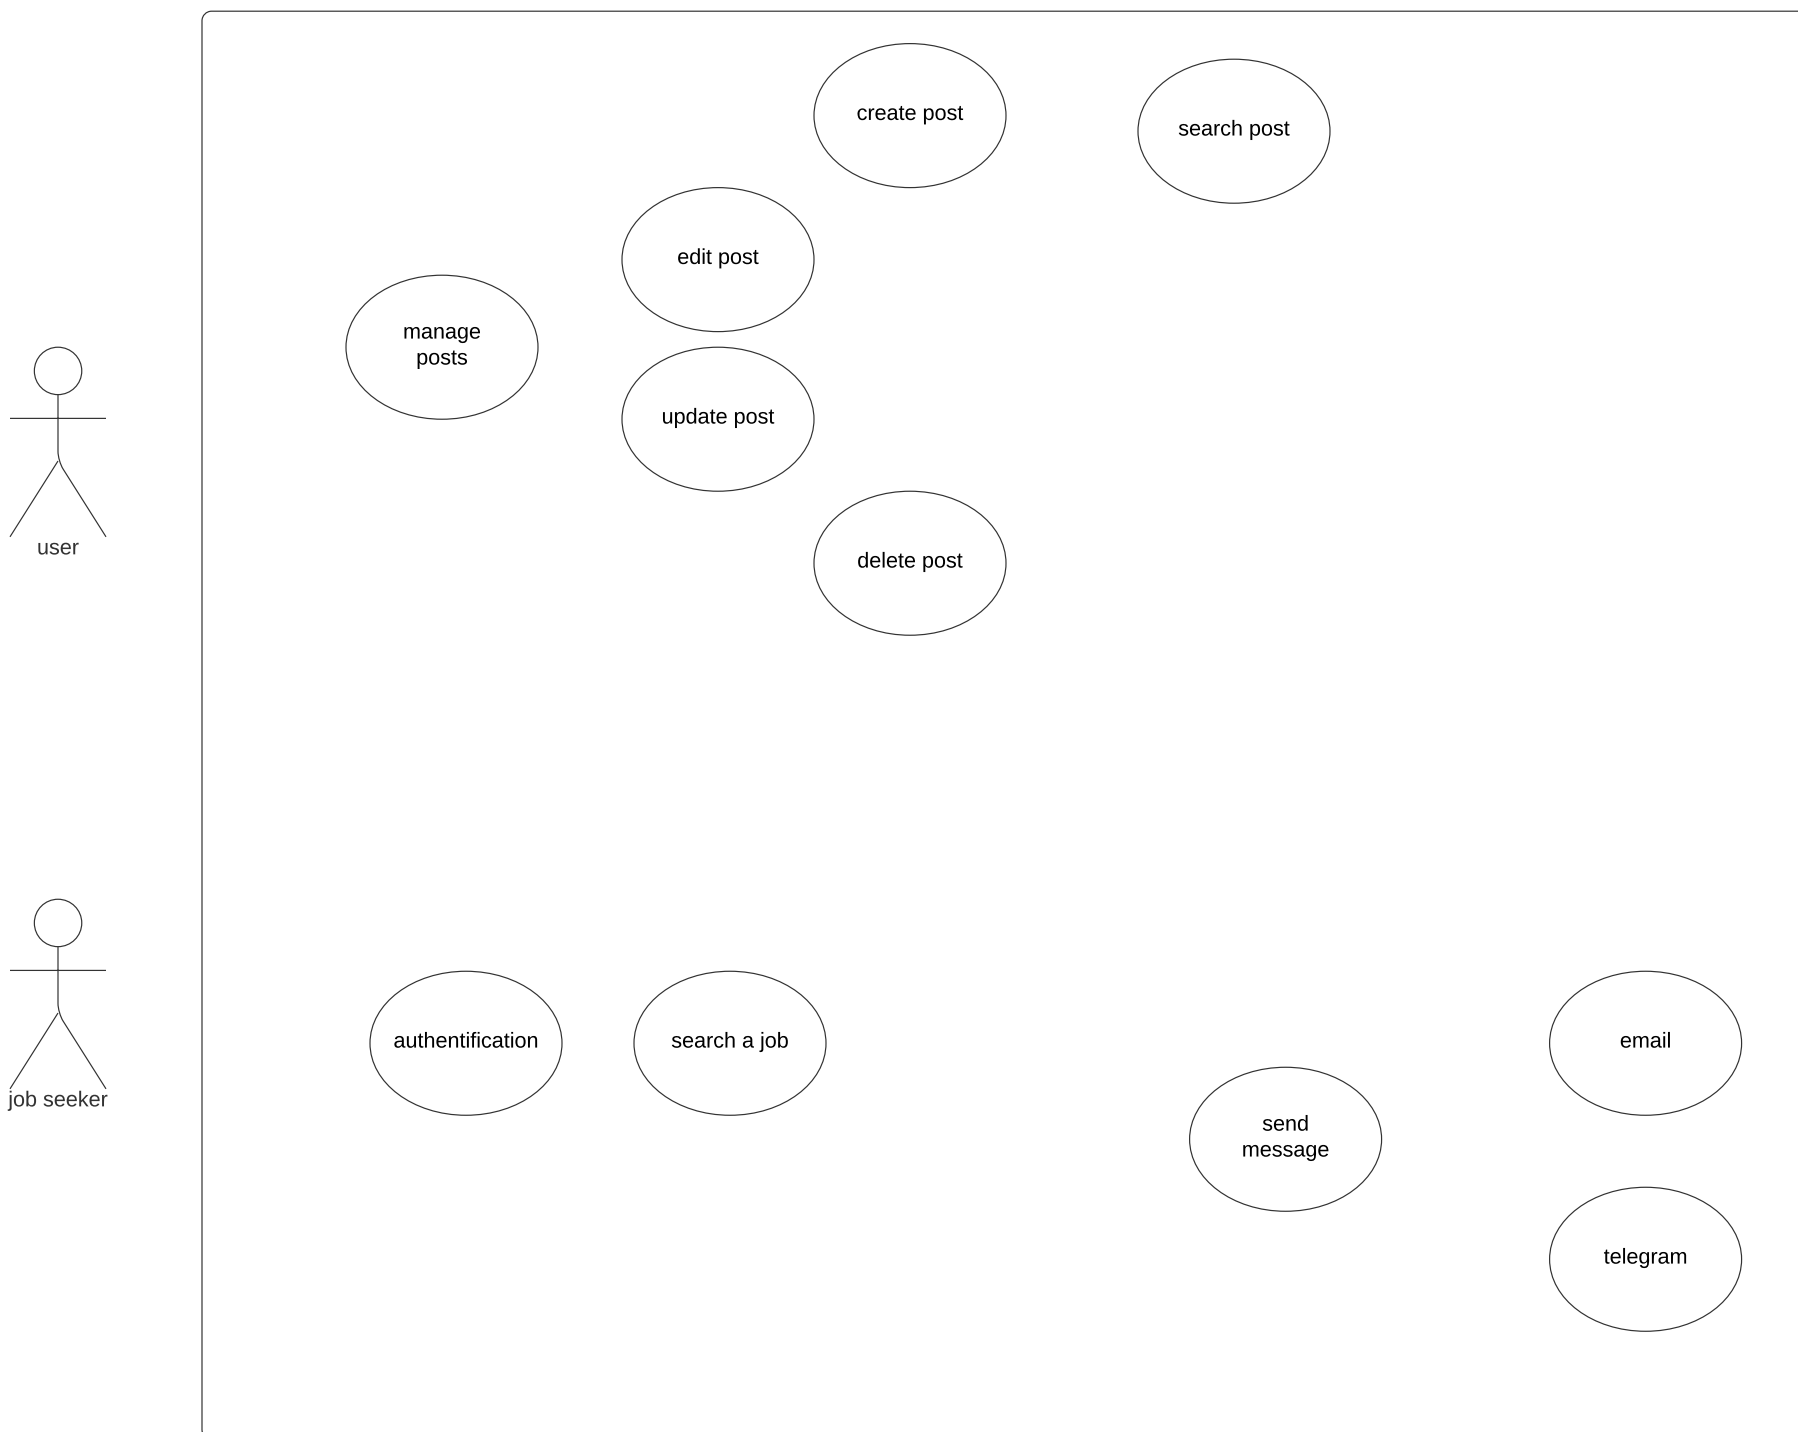 create post
search post
edit post
manage
posts
update post
user
delete post
authentification
search a job
email
job seeker
send
message
telegram